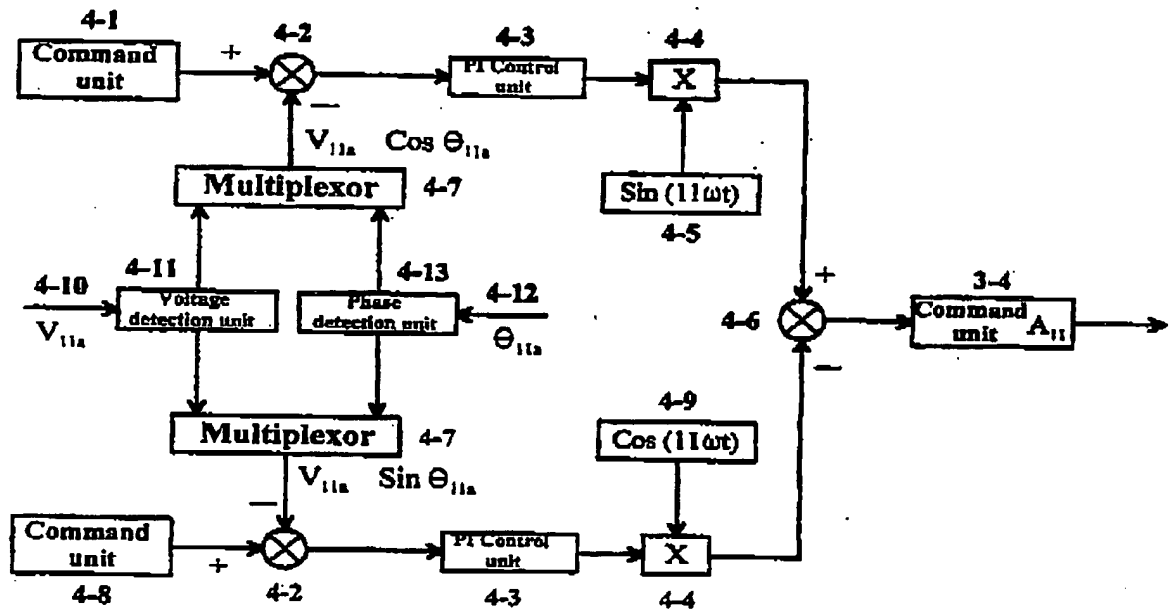 4-1
Command
unit
+
4-2
−
4-3
PI Control
unit
4-4
X
V11a Cos Θ11a
Multiplexor
4-7
Sin (11ωt)
4-5
4-10
V11a
4-11
Voltage
detection unit
4-13
Phase
detection unit
4-12
Θ11a
+
4-6
−
3-4
Command
unit A11
Multiplexor
4-7
V11a Sin Θ11a
4-9
Cos (11ωt)
−
Command
unit
4-8
+
4-2
PI Control
unit
4-3
X
4-4